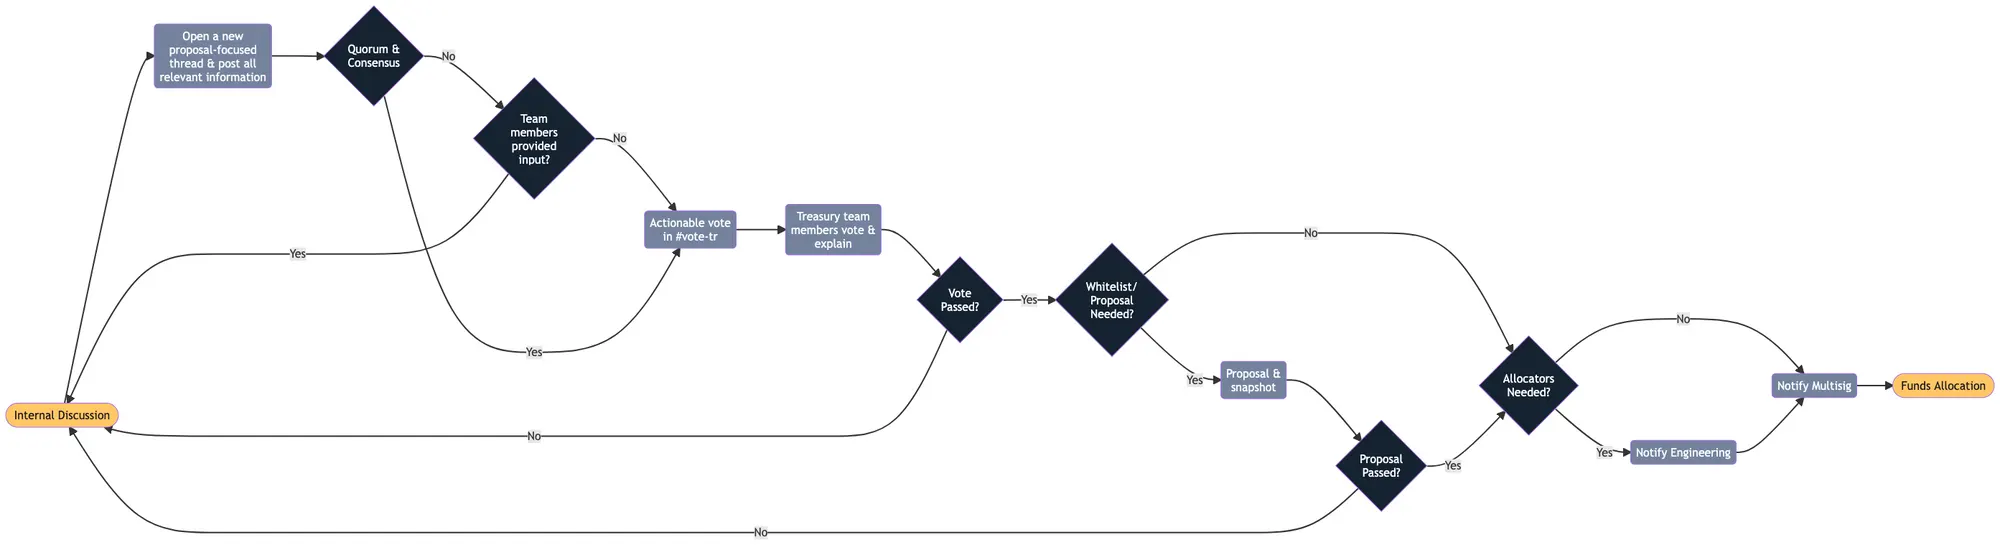 Open a new
proposal-focused
thread & post all
relevant information
Quorum &
Consensus
No
Team
members
provided
input?
No
Yes
Yes
Actionable vote
in #vote-tr
Treasury team
members vote &
explain
Vote
Passed?
Yes
No
Whitelist/
Proposal
Needed?
No
Yes
Proposal &
snapshot
Proposal
Passed?
Yes
No
Allocators
Needed?
No
Yes
Notify Engineering
Notify Multisig
Funds Allocation
Internal Discussion